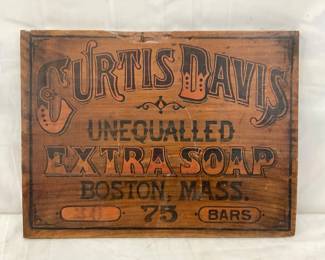 CURTIS DAVIS
UNEQUALLED
EXTRA SOAP
BOSTON, MASS.
75 BARS